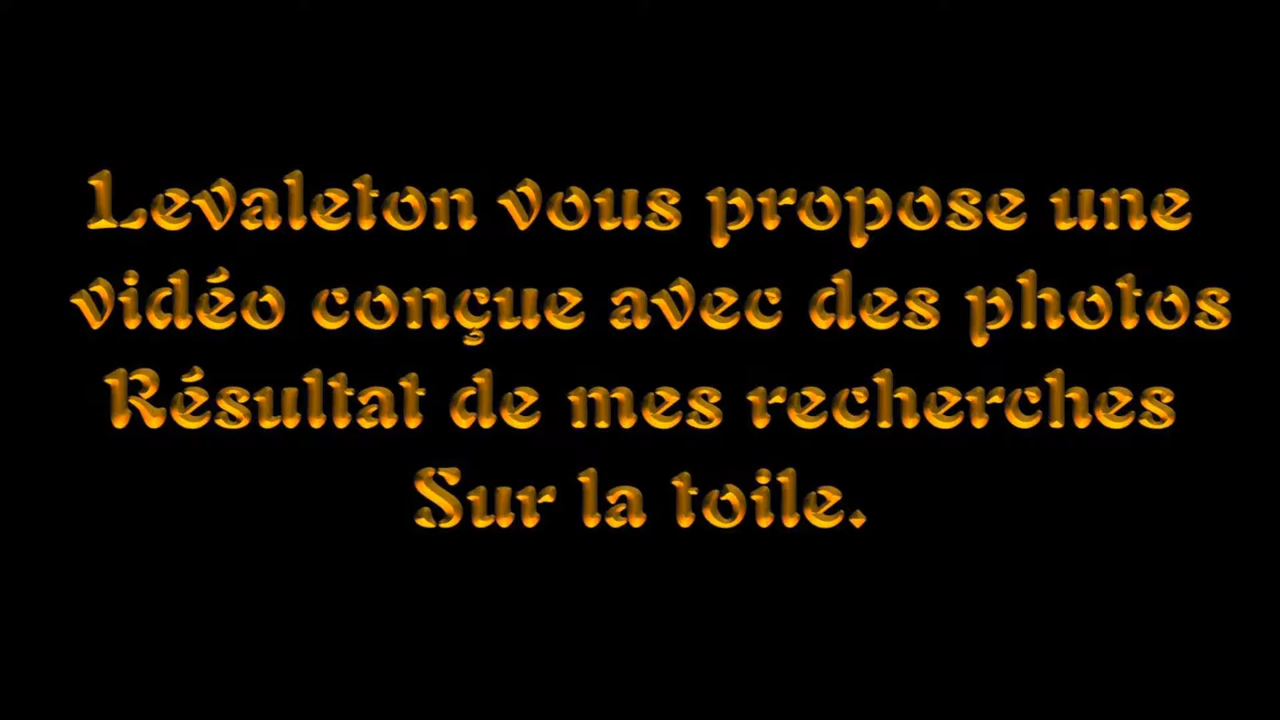 Levaleton vous propose une
vidéo conçue avec des photos
Résultat de mes recherches
Sur la toile.